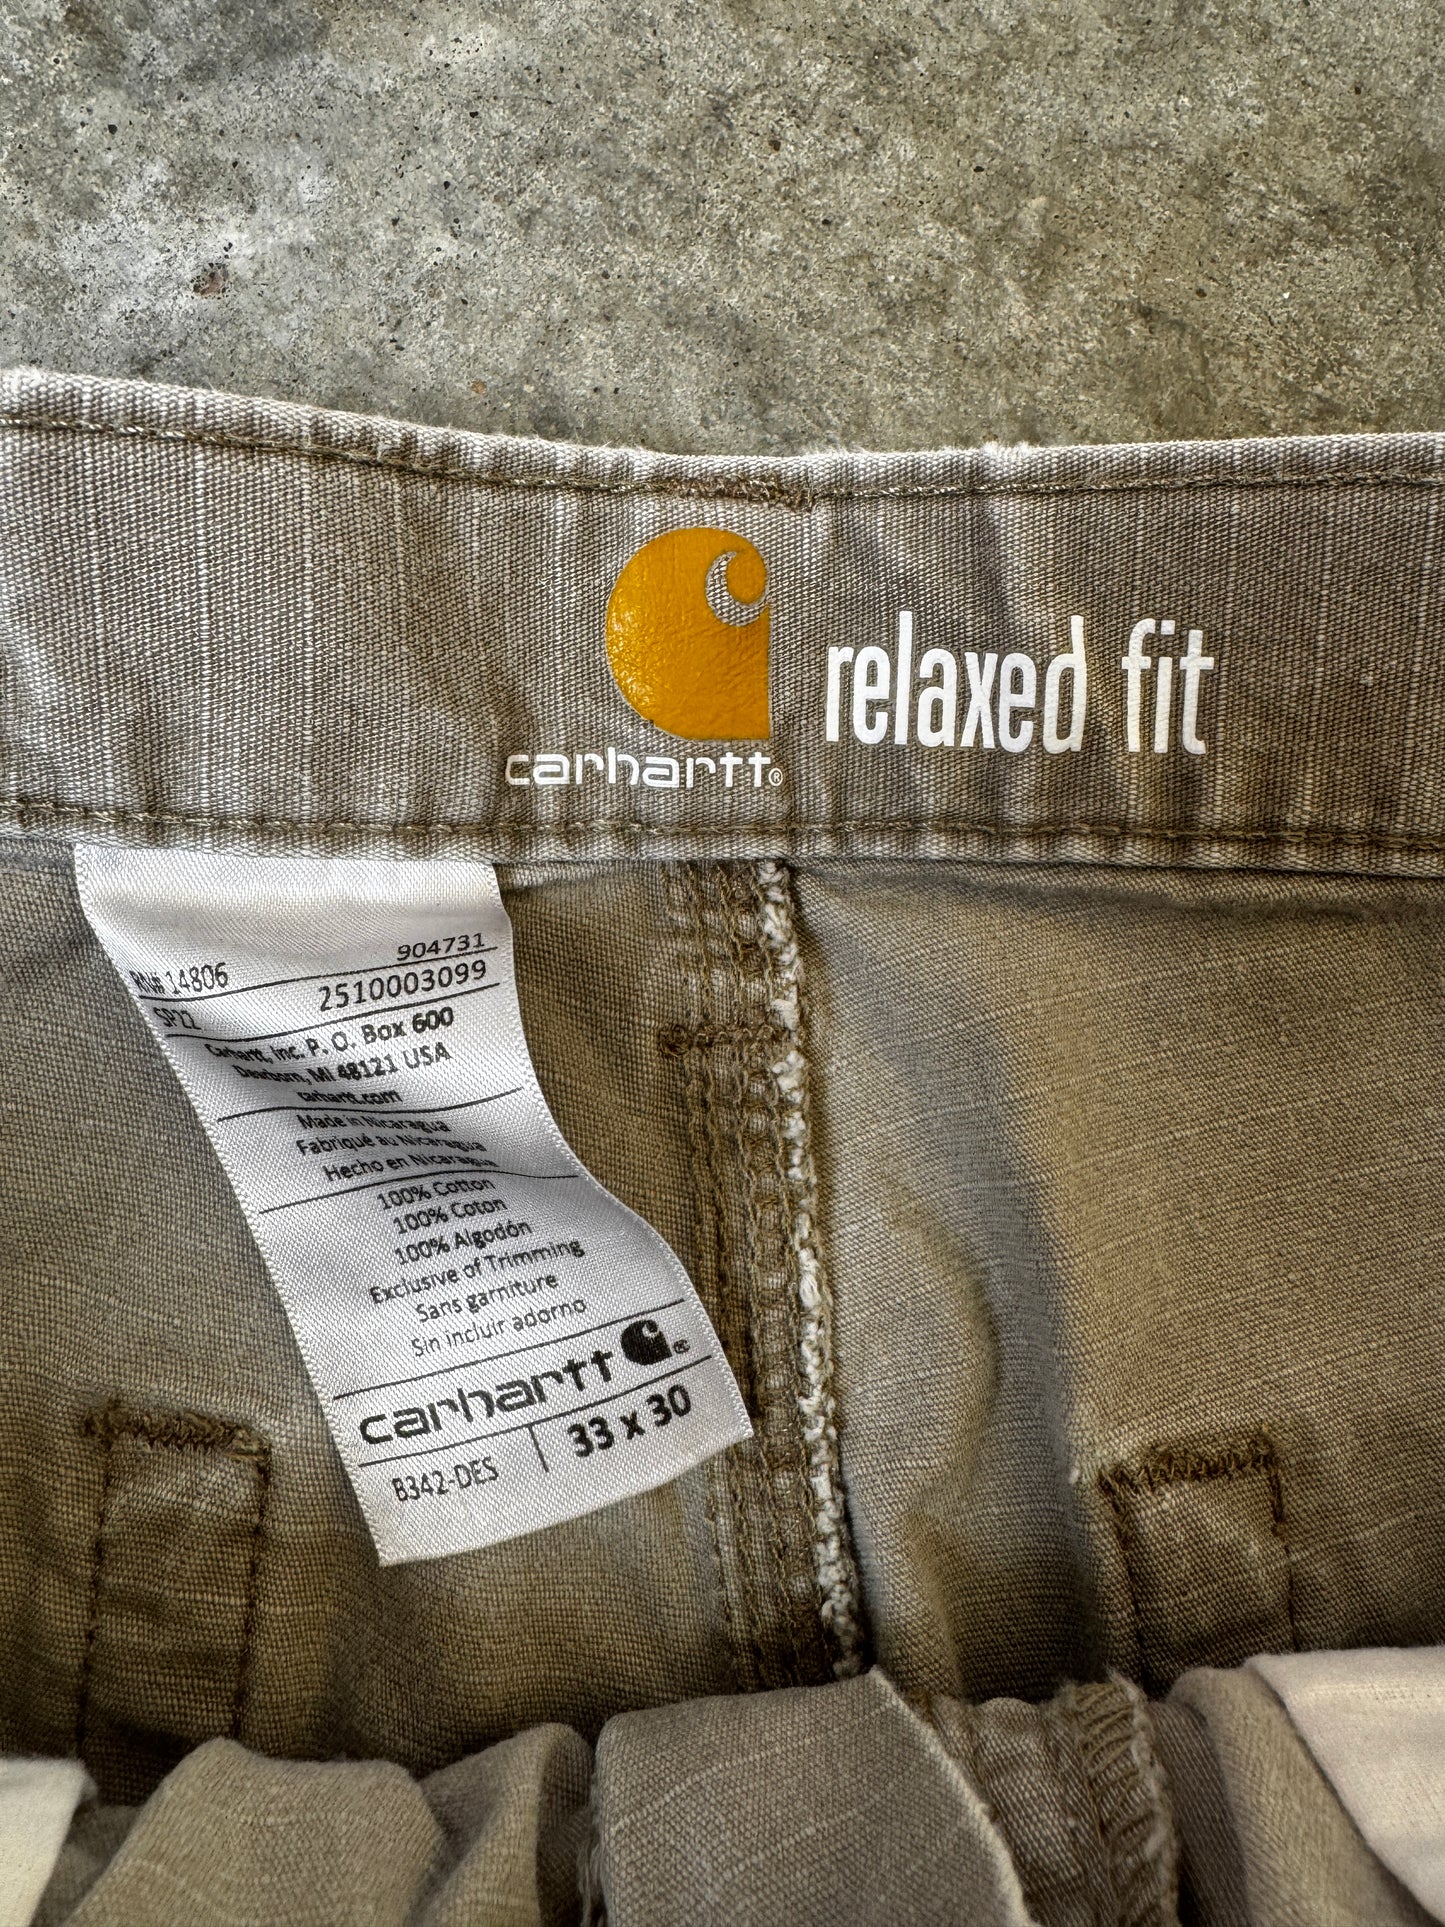 carhartt®
relaxed fit
904731
RN# 14806
2510003099
SP22
Carhartt, Inc. P. O. Box 600
Dearborn, MI 48121 USA
carhartt.com
Made in Nicaragua
Fabriqué au Nicaragua
Hecho en Nicaragua
100% Cotton
100% Coton
100% Algodón
Exclusive of Trimming
Sans garniture
Sin incluir adorno
carhartt ®
B342-DES
33 x 30